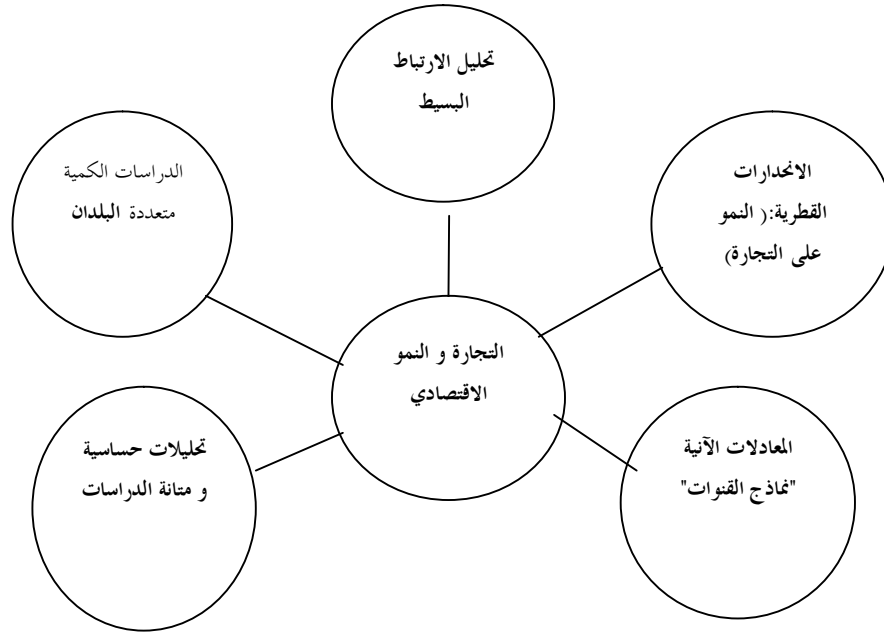 تحليل الارتباط
البسيط
الانحدارات
القطرية:( النمو
على التجارة)
الدراسات الكمية
متعددة البلدان
التجارة و النمو
الاقتصادي
المعادلات الآنية
"نماذج القنوات"
تحليلات حساسية
و متانة الدراسات